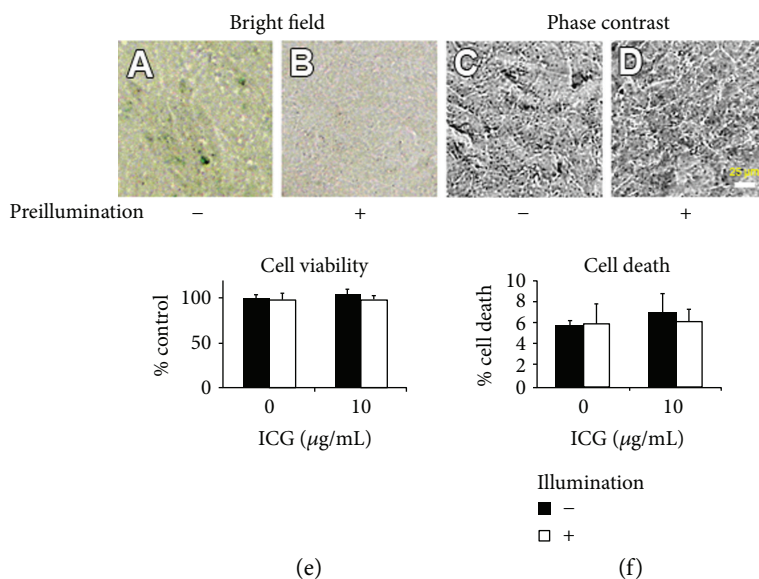 Bright field Phase contrast
A B C D
25 µm
Preillumination − + − +
Cell viability
% control
100
50
0
0 10
ICG (µg/mL)
(e)
Cell death
% cell death
10
8
6
4
2
0
0 10
ICG (µg/mL)
Illumination
−
+
(f)